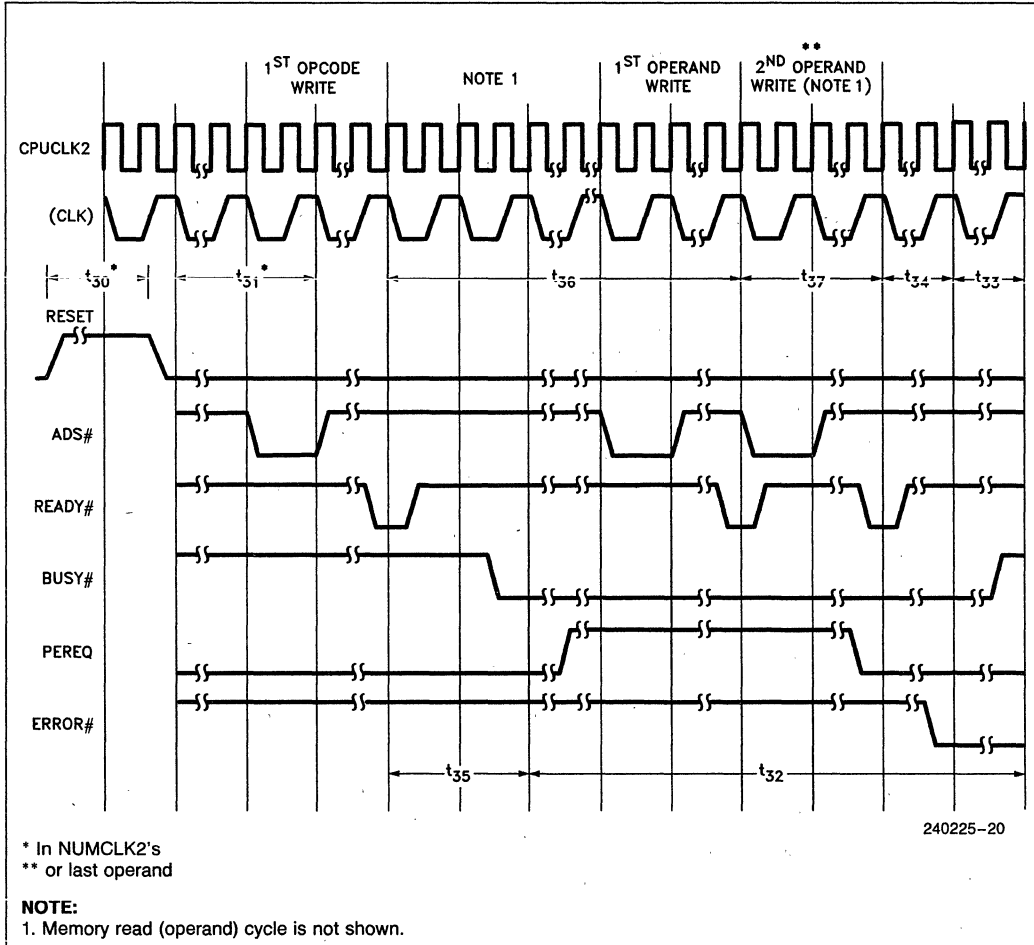 1ST OPCODE WRITE
NOTE 1
1ST OPERAND WRITE
**
2ND OPERAND WRITE (NOTE 1)
CPUCLK2
(CLK)
t30*
t31*
t36
t37
t34
t33
RESET
ADS#
READY#
BUSY#
PEREQ
ERROR#
t35
t32
240225-20
* In NUMCLK2's
** or last operand
NOTE:
1. Memory read (operand) cycle is not shown.